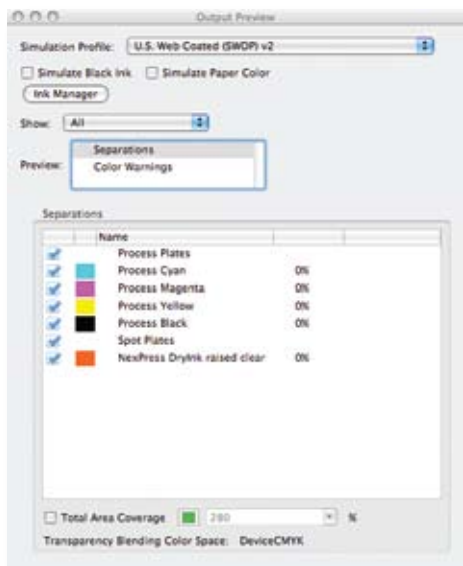 Output Preview
Simulation Profile: U.S. Web Coated (SWOP) v2
Simulate Black Ink Simulate Paper Color
Ink Manager
Show: All
Preview: Separations
Color Warnings
Separations
Name
Process Plates
Process Cyan 0%
Process Magenta 0%
Process Yellow 0%
Process Black 0%
Spot Plates
NexPress DryInk raised clear 0%
Total Area Coverage 280 %
Transparency Blending Color Space: DeviceCMYK